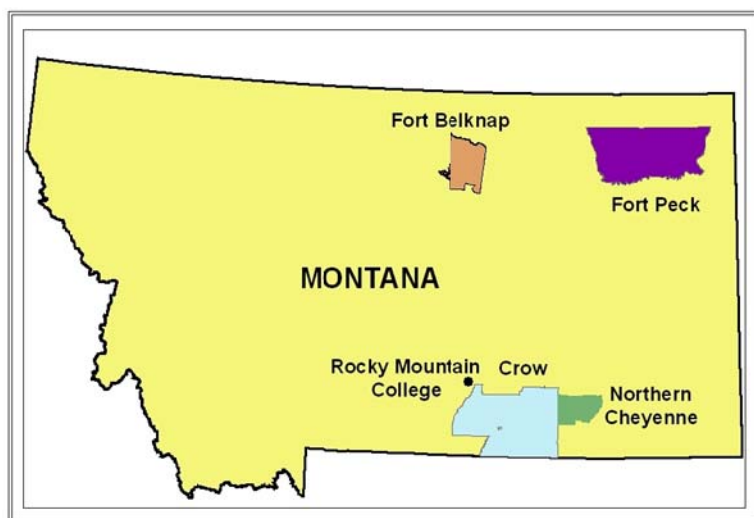 Fort Belknap
Fort Peck
MONTANA
Rocky Mountain
College
Crow
Northern
Cheyenne